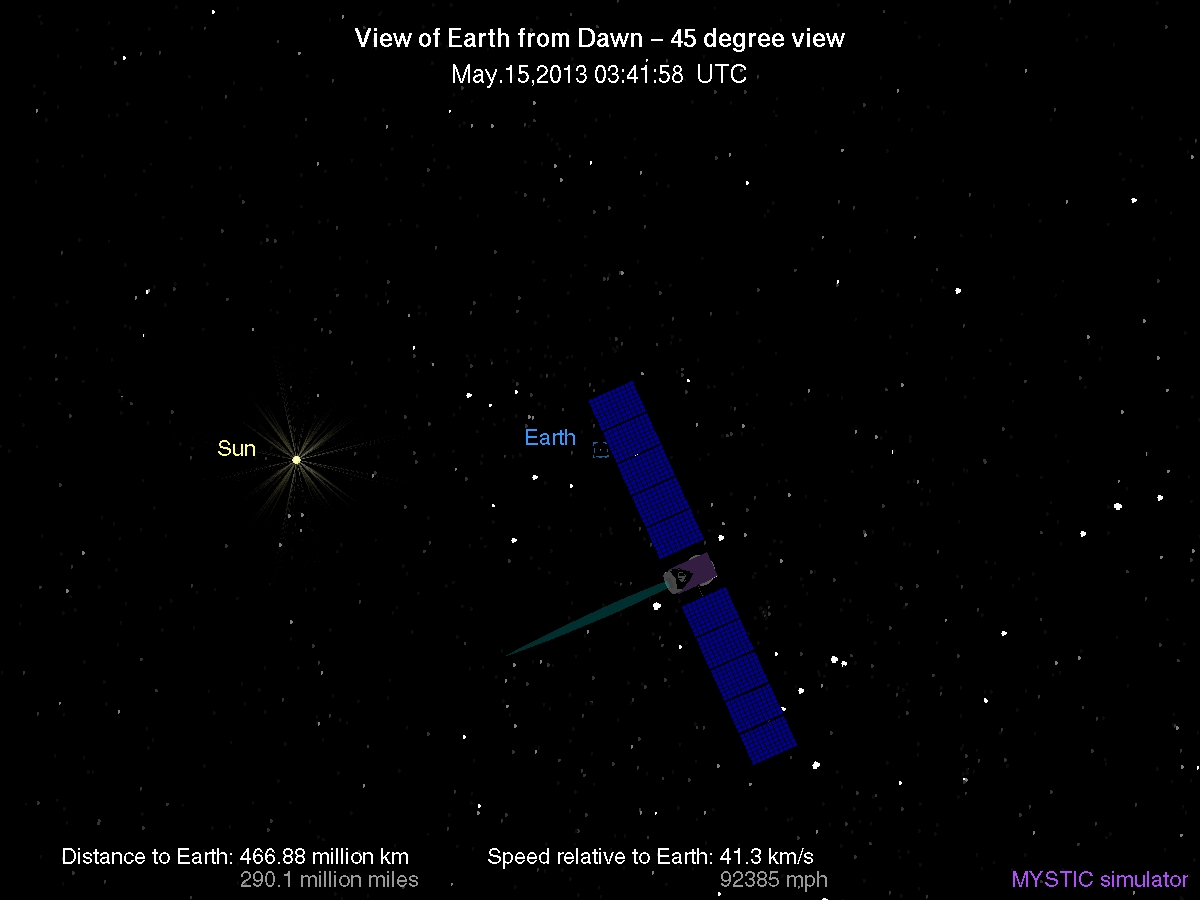 View of Earth from Dawn – 45 degree view
May.15,2013 03:41:58 UTC
Earth
Sun
Distance to Earth: 466.88 million km
290.1 million miles
Speed relative to Earth: 41.3 km/s
92385 mph
MYSTIC simulator